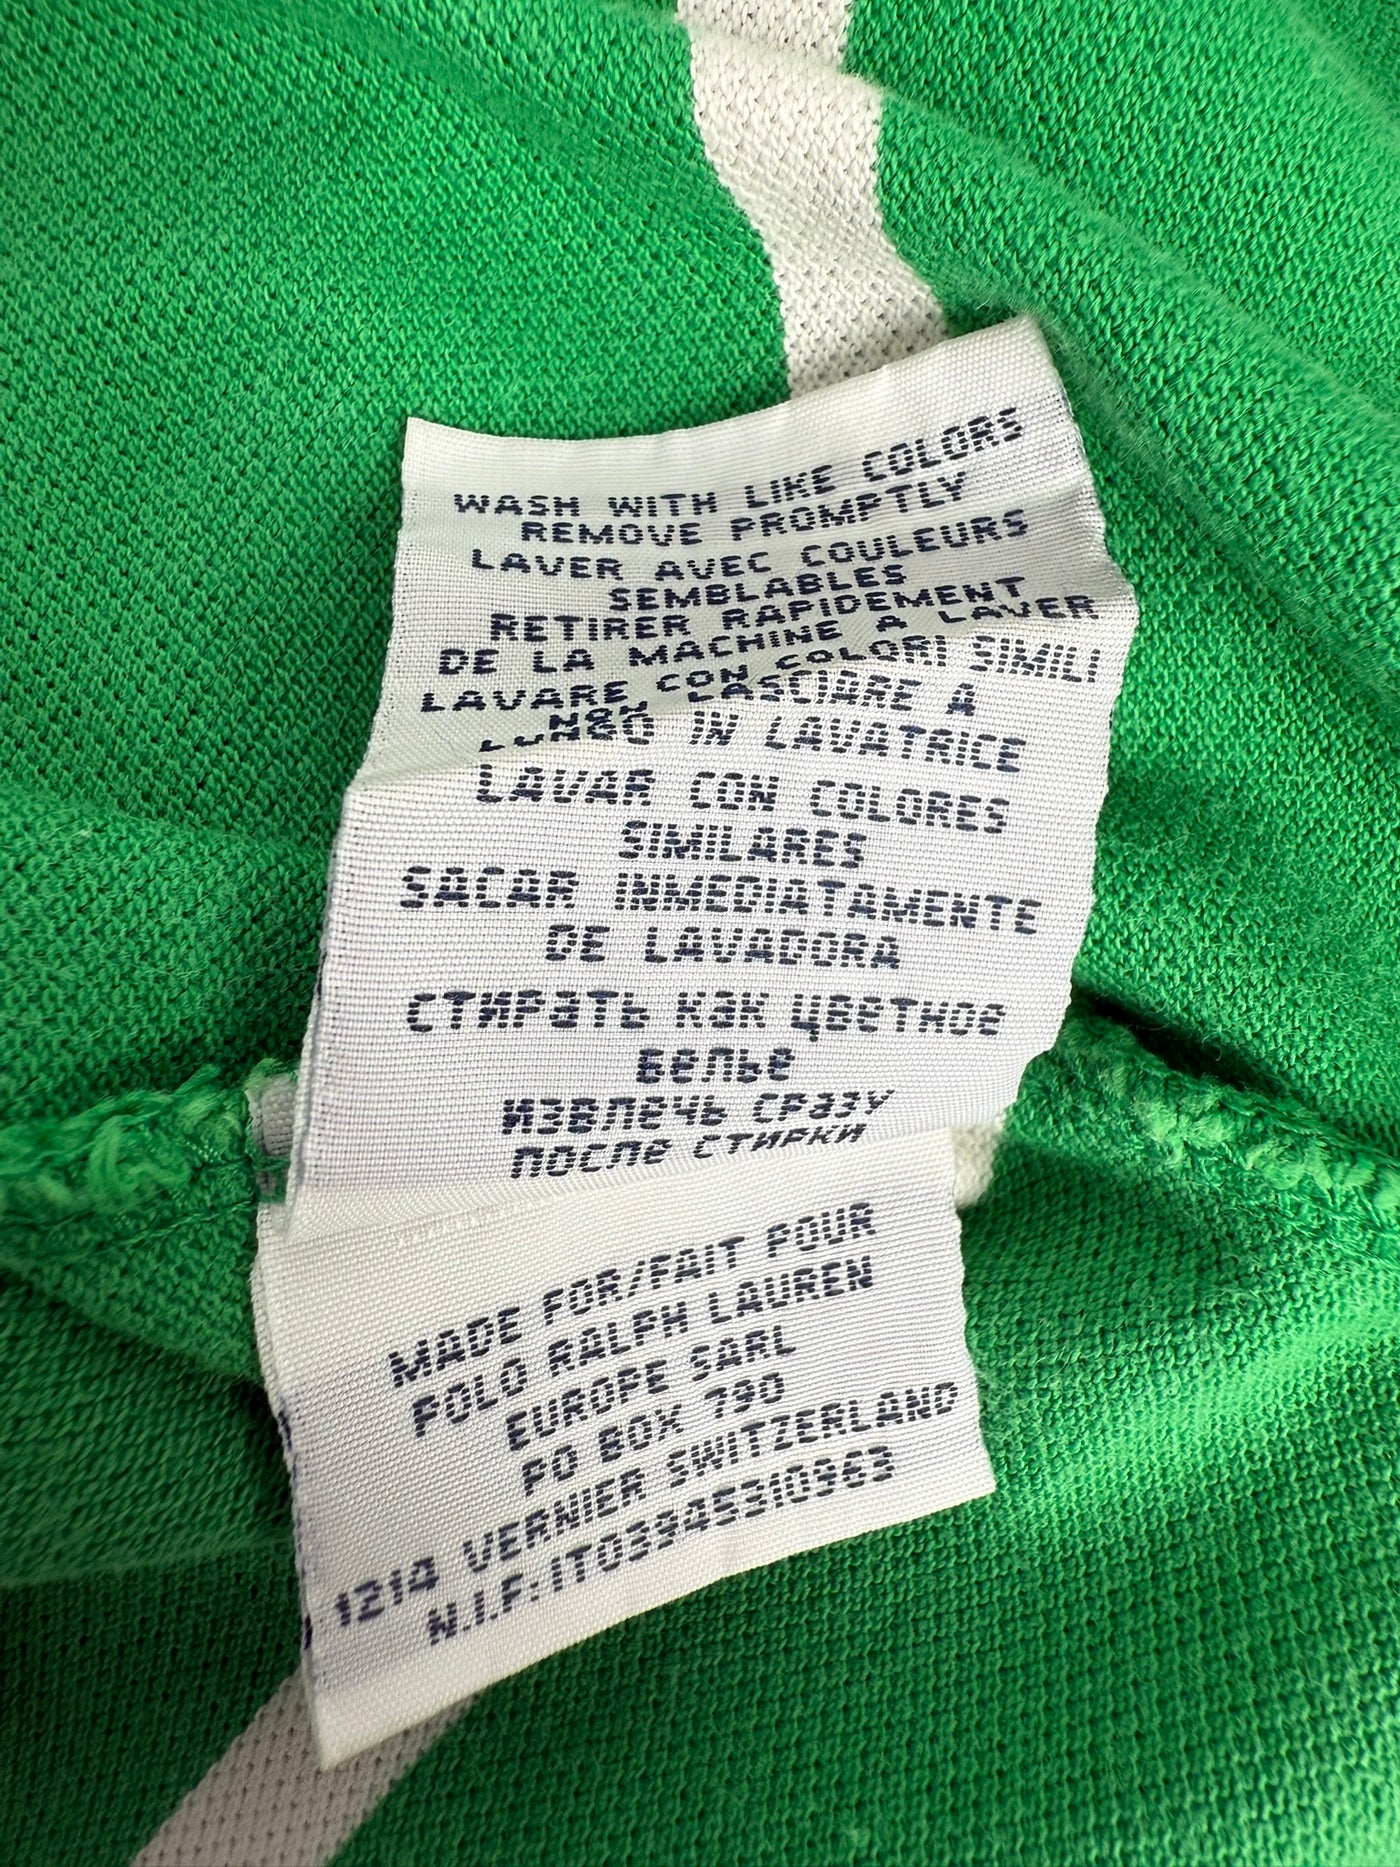 WASH WITH LIKE COLORS
REMOVE PROMPTLY
LAVER AVEC COULEURS
SEMBLABLES
RETIRER RAPIDEMENT
DE LA MACHINE A LAVER
LAVARE CON COLORI SIMILI
NON LASCIARE A
LUNGO IN LAVATRICE
LAVAR CON COLORES
SIMILARES
SACAR INMEDIATAMENTE
DE LAVADORA
СТИРАТЬ КАК ЦВЕТНОЕ
БЕЛЬЕ
ИЗВЛЕЧЬ СРАЗУ
ПОСЛЕ СТИРКИ
MADE FOR/FAIT POUR
POLO RALPH LAUREN
EUROPE SARL
PO BOX 790
1214 VERNIER SWITZERLAND
N.I.F:IT03945310963